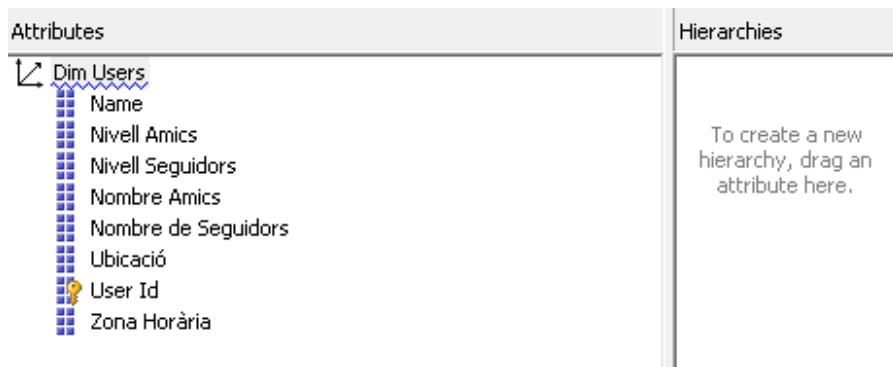 Attributes
Dim Users
Name
Nivell Amics
Nivell Seguidors
Nombre Amics
Nombre de Seguidors
Ubicació
User Id
Zona Horària
Hierarchies
To create a new
hierarchy, drag an
attribute here.